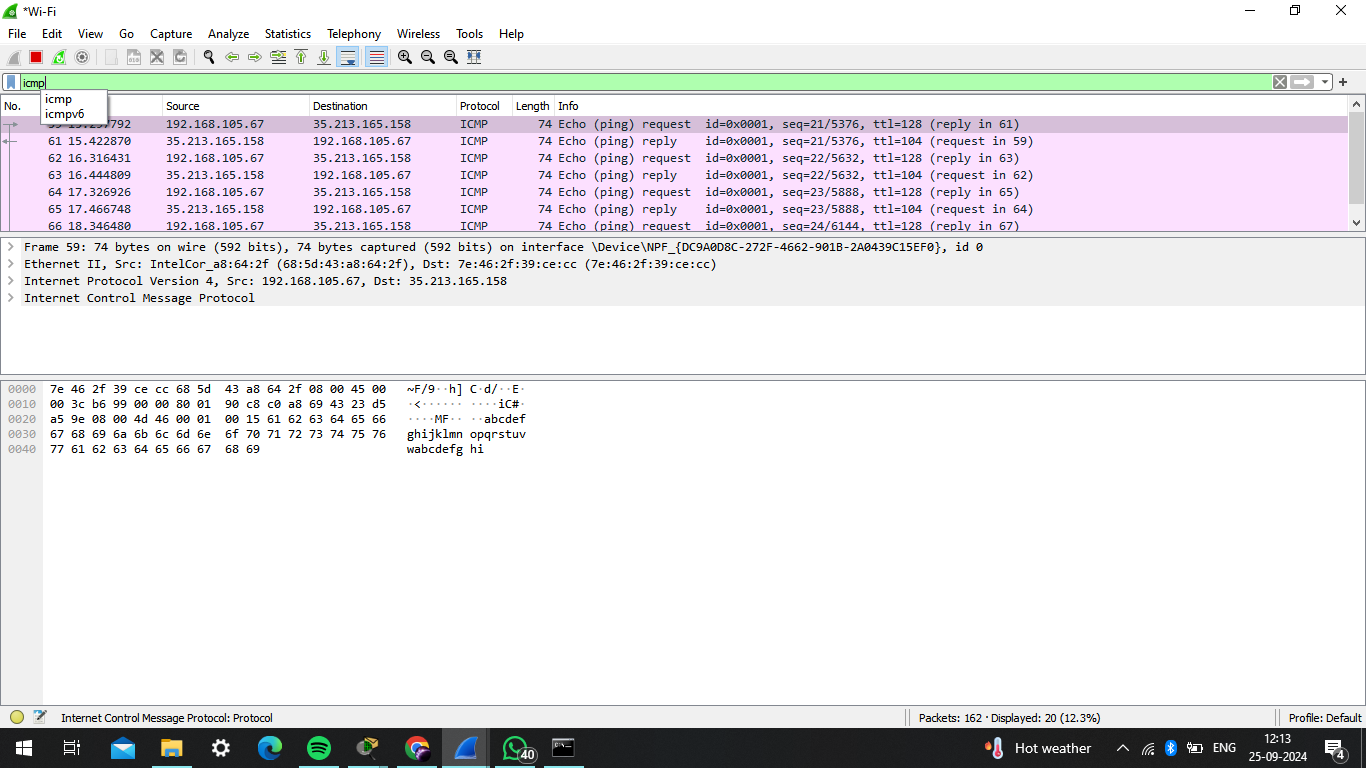 *Wi-Fi
File Edit View Go Capture Analyze Statistics Telephony Wireless Tools Help
icmp
icmp
icmpv6
No. Source Destination Protocol Length Info
192.168.105.67 35.213.165.158 ICMP 74 Echo (ping) request id=0x0001, seq=21/5376, ttl=128 (reply in 61)
61 15.422870 35.213.165.158 192.168.105.67 ICMP 74 Echo (ping) reply id=0x0001, seq=21/5376, ttl=104 (request in 59)
62 16.316431 192.168.105.67 35.213.165.158 ICMP 74 Echo (ping) request id=0x0001, seq=22/5632, ttl=128 (reply in 63)
63 16.444809 35.213.165.158 192.168.105.67 ICMP 74 Echo (ping) reply id=0x0001, seq=22/5632, ttl=104 (request in 62)
64 17.326926 192.168.105.67 35.213.165.158 ICMP 74 Echo (ping) request id=0x0001, seq=23/5888, ttl=128 (reply in 65)
65 17.466748 35.213.165.158 192.168.105.67 ICMP 74 Echo (ping) reply id=0x0001, seq=23/5888, ttl=104 (request in 64)
66 18.346480 192.168.105.67 35.213.165.158 ICMP 74 Echo (ping) request id=0x0001, seq=24/6144, ttl=128 (reply in 67)
Frame 59: 74 bytes on wire (592 bits), 74 bytes captured (592 bits) on interface \Device\NPF_{DC9A0D8C-272F-4662-901B-2A0439C15EF0}, id 0
Ethernet II, Src: IntelCor_a8:64:2f (68:5d:43:a8:64:2f), Dst: 7e:46:2f:39:ce:cc (7e:46:2f:39:ce:cc)
Internet Protocol Version 4, Src: 192.168.105.67, Dst: 35.213.165.158
Internet Control Message Protocol
0000 7e 46 2f 39 ce cc 68 5d 43 a8 64 2f 08 00 45 00 ~F/9··h] C·d/··E·
0010 00 3c b6 99 00 00 80 01 90 c8 c0 a8 69 43 23 d5 ·<······ ····iC#·
0020 a5 9e 08 00 4d 46 00 01 00 15 61 62 63 64 65 66 ····MF·· ··abcdef
0030 67 68 69 6a 6b 6c 6d 6e 6f 70 71 72 73 74 75 76 ghijklmn opqrstuv
0040 77 61 62 63 64 65 66 67 68 69 wabcdefg hi
Internet Control Message Protocol: Protocol Packets: 162 · Displayed: 20 (12.3%) Profile: Default
40 Hot weather ENG 12:13 4
25-09-2024